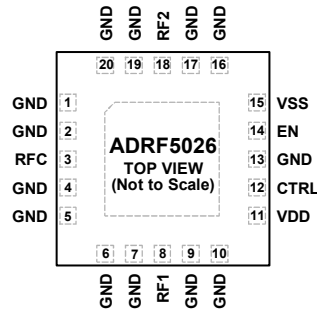 GND GND RF2 GND GND
20 19 18 17 16
GND 1 15 VSS
GND 2 14 EN
RFC 3 13 GND
GND 4 12 CTRL
GND 5 11 VDD
ADRF5026
TOP VIEW
(Not to Scale)
6 7 8 9 10
GND GND RF1 GND GND